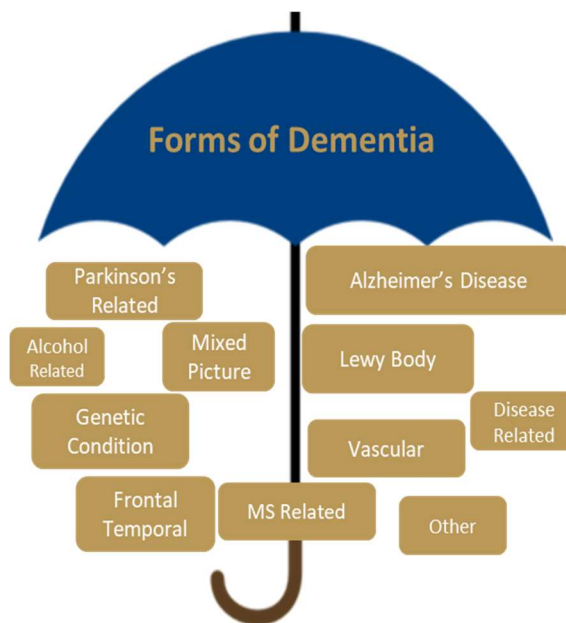 Forms of Dementia
Parkinson's
Related
Alzheimer's Disease
Alcohol
Related
Mixed
Picture
Lewy Body
Genetic
Condition
Disease
Related
Vascular
Frontal
Temporal
MS Related
Other